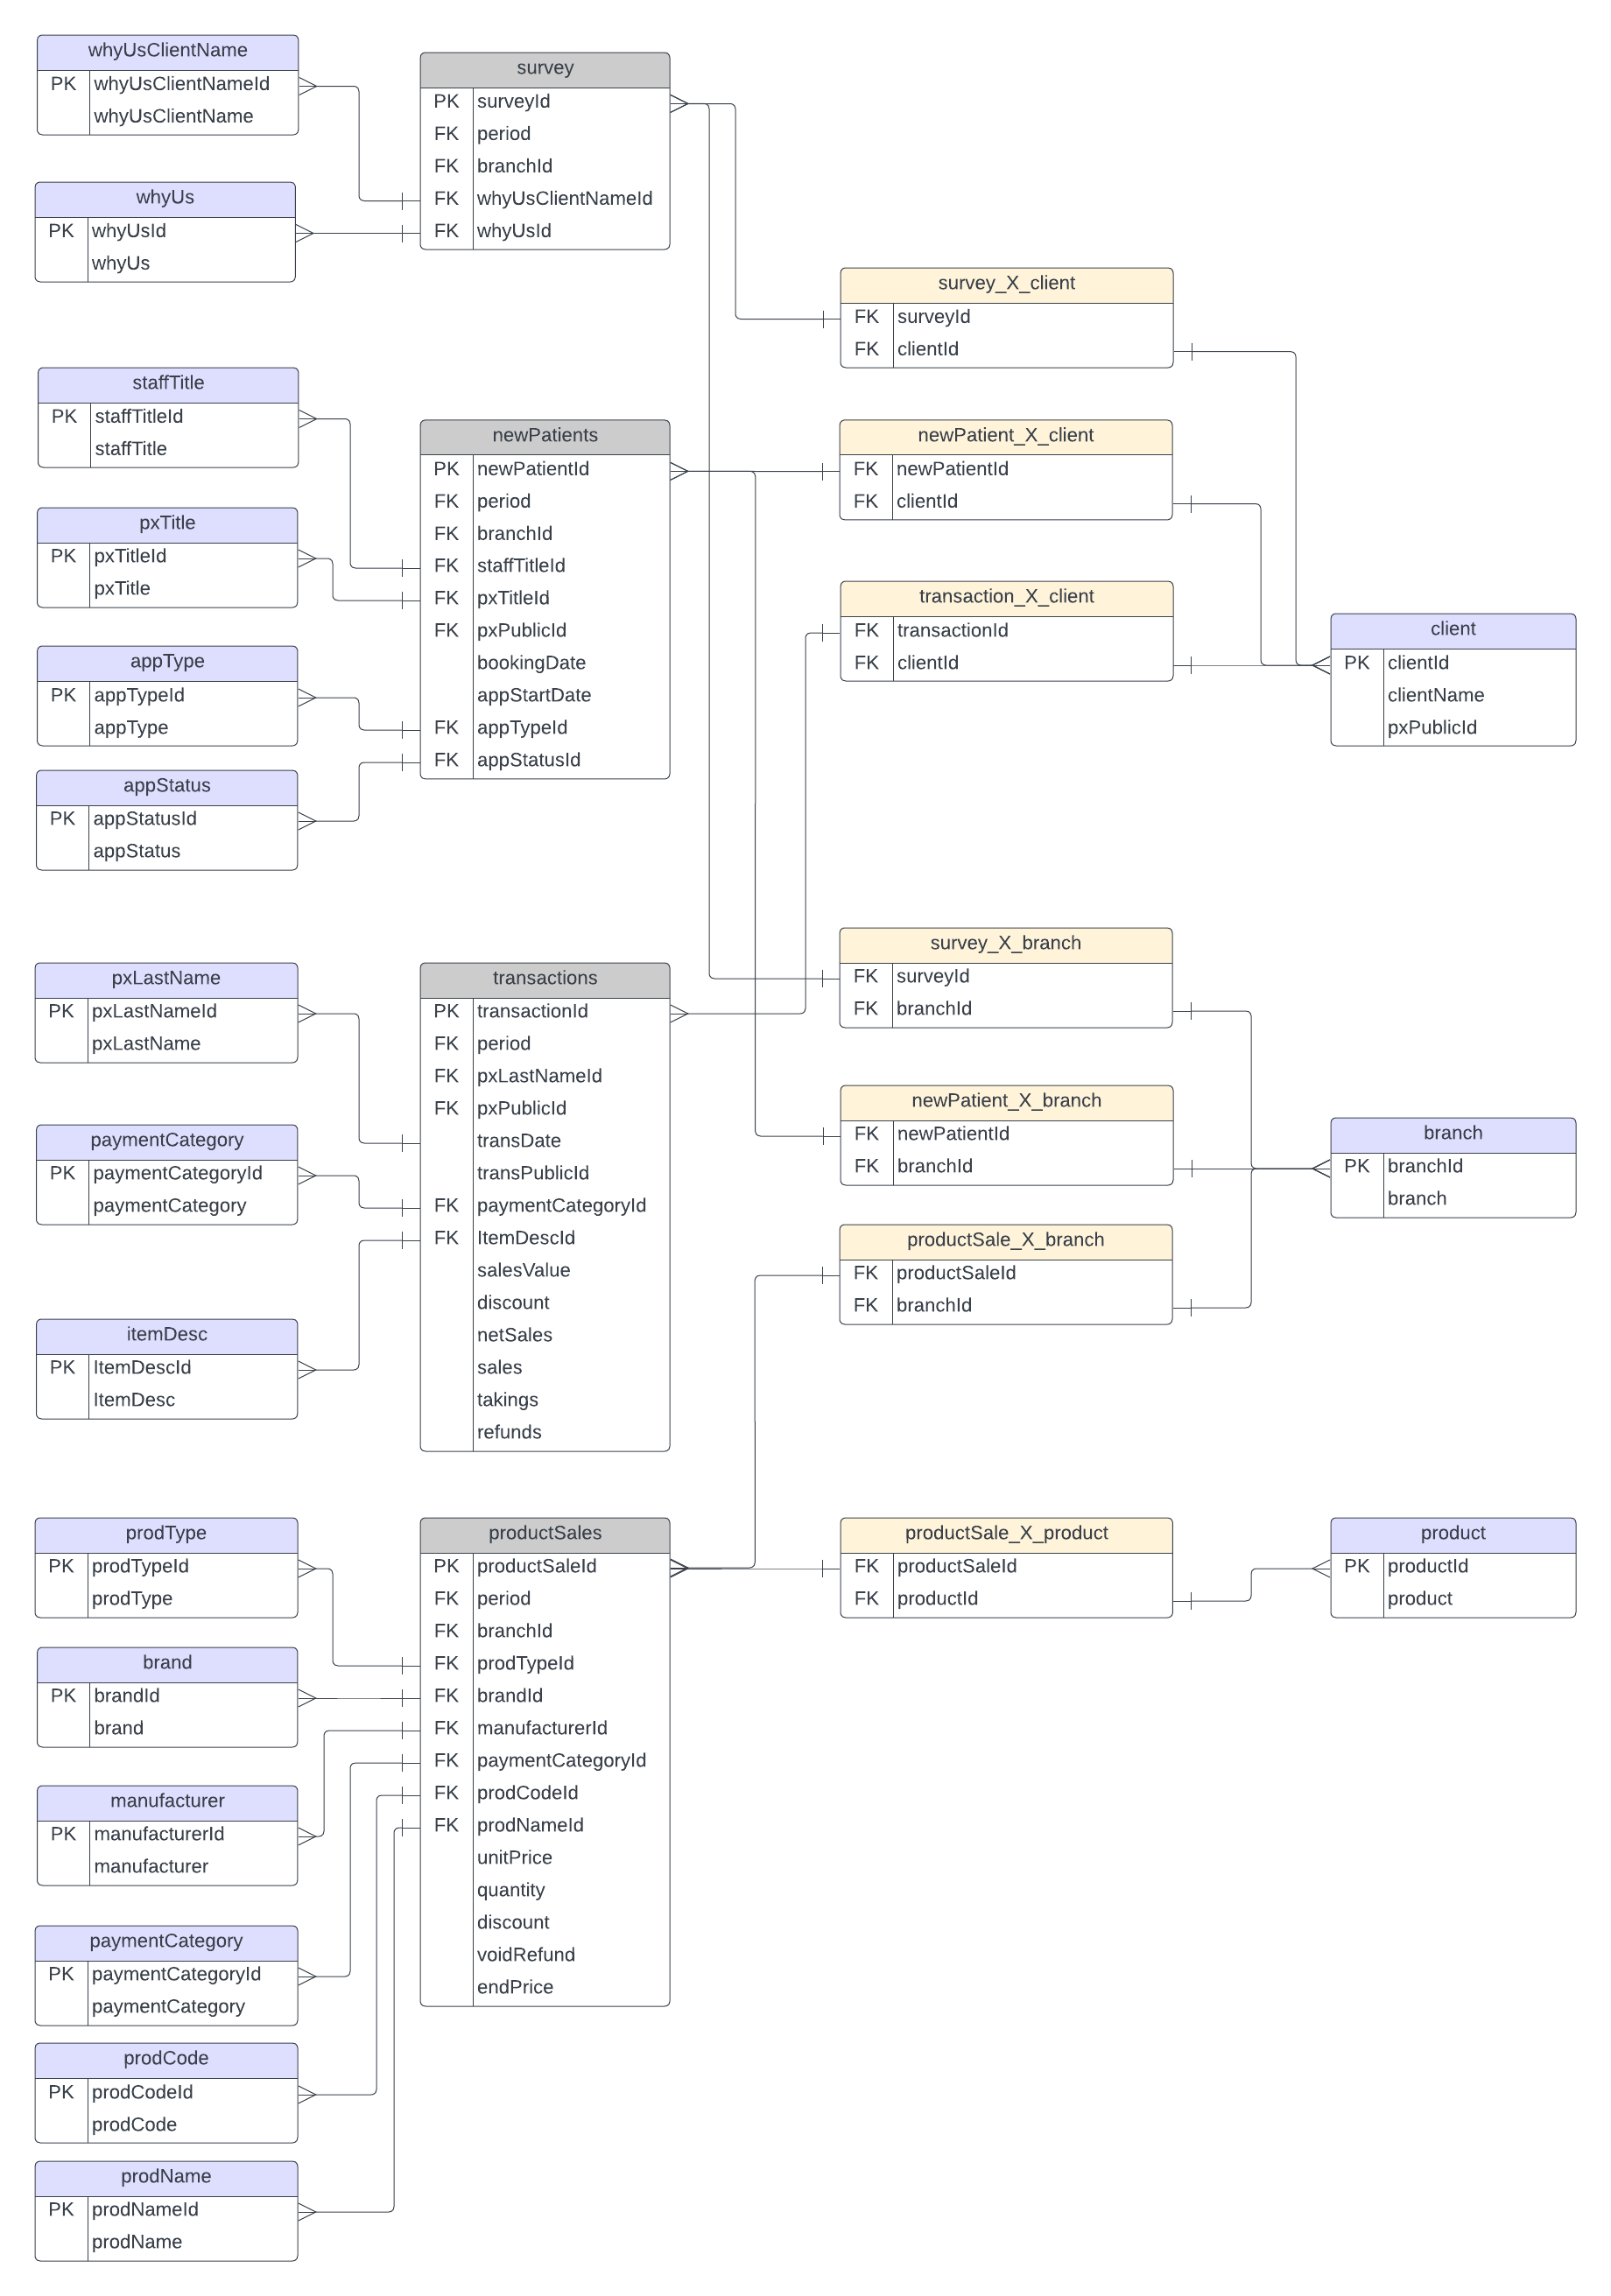 whyUsClientName
PK whyUsClientNameId
whyUsClientName
whyUs
PK whyUsId
whyUs
staffTitle
PK staffTitleId
staffTitle
pxTitle
PK pxTitleId
pxTitle
appType
PK appTypeId
appType
appStatus
PK appStatusId
appStatus
pxLastName
PK pxLastNameId
pxLastName
paymentCategory
PK paymentCategoryId
paymentCategory
itemDesc
PK ItemDescId
ItemDesc
prodType
PK prodTypeId
prodType
brand
PK brandId
brand
manufacturer
PK manufacturerId
manufacturer
paymentCategory
PK paymentCategoryId
paymentCategory
prodCode
PK prodCodeId
prodCode
prodName
PK prodNameId
prodName
survey
PK surveyId
FK period
FK branchId
FK whyUsClientNameId
FK whyUsId
newPatients
PK newPatientId
FK period
FK branchId
FK staffTitleId
FK pxTitleId
FK pxPublicId
bookingDate
appStartDate
FK appTypeId
FK appStatusId
transactions
PK transactionId
FK period
FK pxLastNameId
FK pxPublicId
transDate
transPublicId
FK paymentCategoryId
FK ItemDescId
salesValue
discount
netSales
sales
takings
refunds
productSales
PK productSaleId
FK period
FK branchId
FK prodTypeId
FK brandId
FK manufacturerId
FK paymentCategoryId
FK prodCodeId
FK prodNameId
unitPrice
quantity
discount
voidRefund
endPrice
survey_X_client
FK surveyId
FK clientId
newPatient_X_client
FK newPatientId
FK clientId
transaction_X_client
FK transactionId
FK clientId
survey_X_branch
FK surveyId
FK branchId
newPatient_X_branch
FK newPatientId
FK branchId
productSale_X_branch
FK productSaleId
FK branchId
productSale_X_product
FK productSaleId
FK productId
client
PK clientId
clientName
pxPublicId
branch
PK branchId
branch
product
PK productId
product